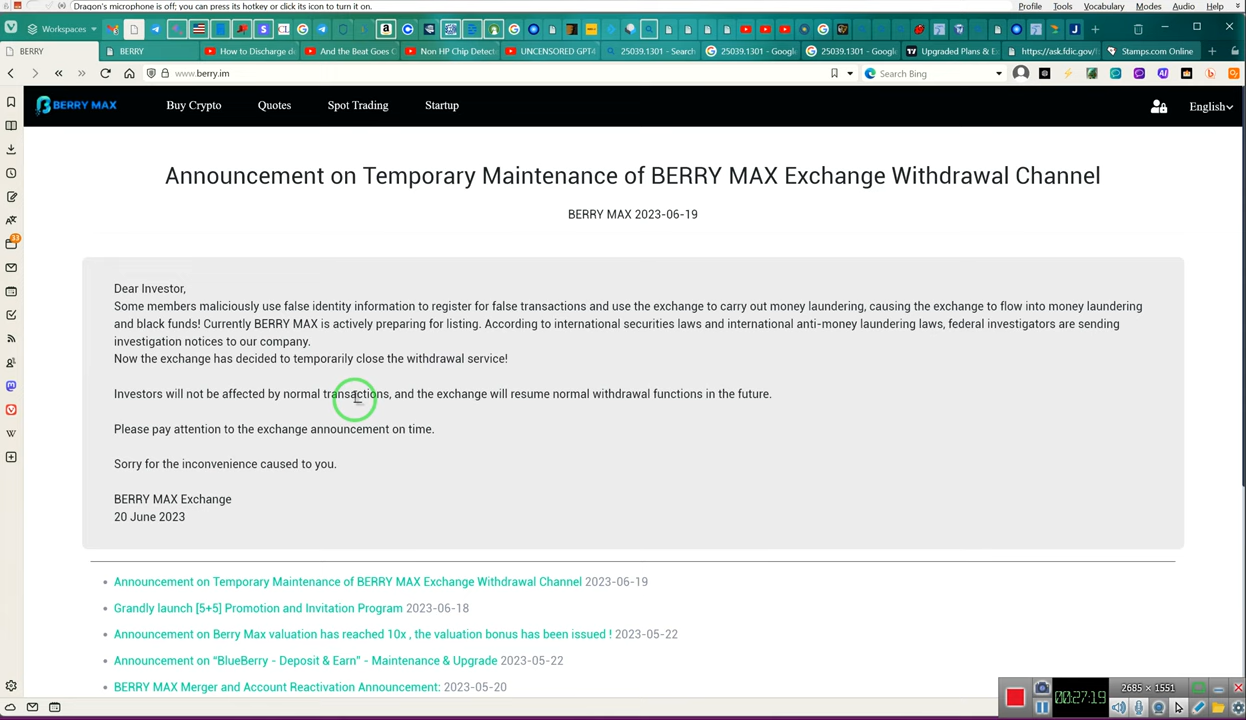 Dragon's microphone is off; you can press its hotkey or click its icon to turn it on.
Profile Tools Vocabulary Modes Audio Help
Workspaces
BERRY BERRY How to Discharge d And the Beat Goes C Non HP Chip Detect UNCENSORED GPT- 25039.1301 - Search 25039.1301 - Google 25039.1301 - Google Upgraded Plans & E https://ask.fdic.gov/ Stamps.com Online
www.berry.im Search Bing
BERRY MAX Buy Crypto Quotes Spot Trading Startup English
Announcement on Temporary Maintenance of BERRY MAX Exchange Withdrawal Channel
BERRY MAX 2023-06-19
Dear Investor,
Some members maliciously use false identity information to register for false transactions and use the exchange to carry out money laundering, causing the exchange to flow into money laundering
and black funds! Currently BERRY MAX is actively preparing for listing. According to international securities laws and international anti-money laundering laws, federal investigators are sending
investigation notices to our company.
Now the exchange has decided to temporarily close the withdrawal service!
Investors will not be affected by normal transactions, and the exchange will resume normal withdrawal functions in the future.
Please pay attention to the exchange announcement on time.
Sorry for the inconvenience caused to you.
BERRY MAX Exchange
20 June 2023
Announcement on Temporary Maintenance of BERRY MAX Exchange Withdrawal Channel 2023-06-19
Grandly launch [5+5] Promotion and Invitation Program 2023-06-18
Announcement on Berry Max valuation has reached 10x , the valuation bonus has been issued ! 2023-05-22
Announcement on “BlueBerry - Deposit & Earn” - Maintenance & Upgrade 2023-05-22
BERRY MAX Merger and Account Reactivation Announcement: 2023-05-20
2685 × 1551
00:27:19